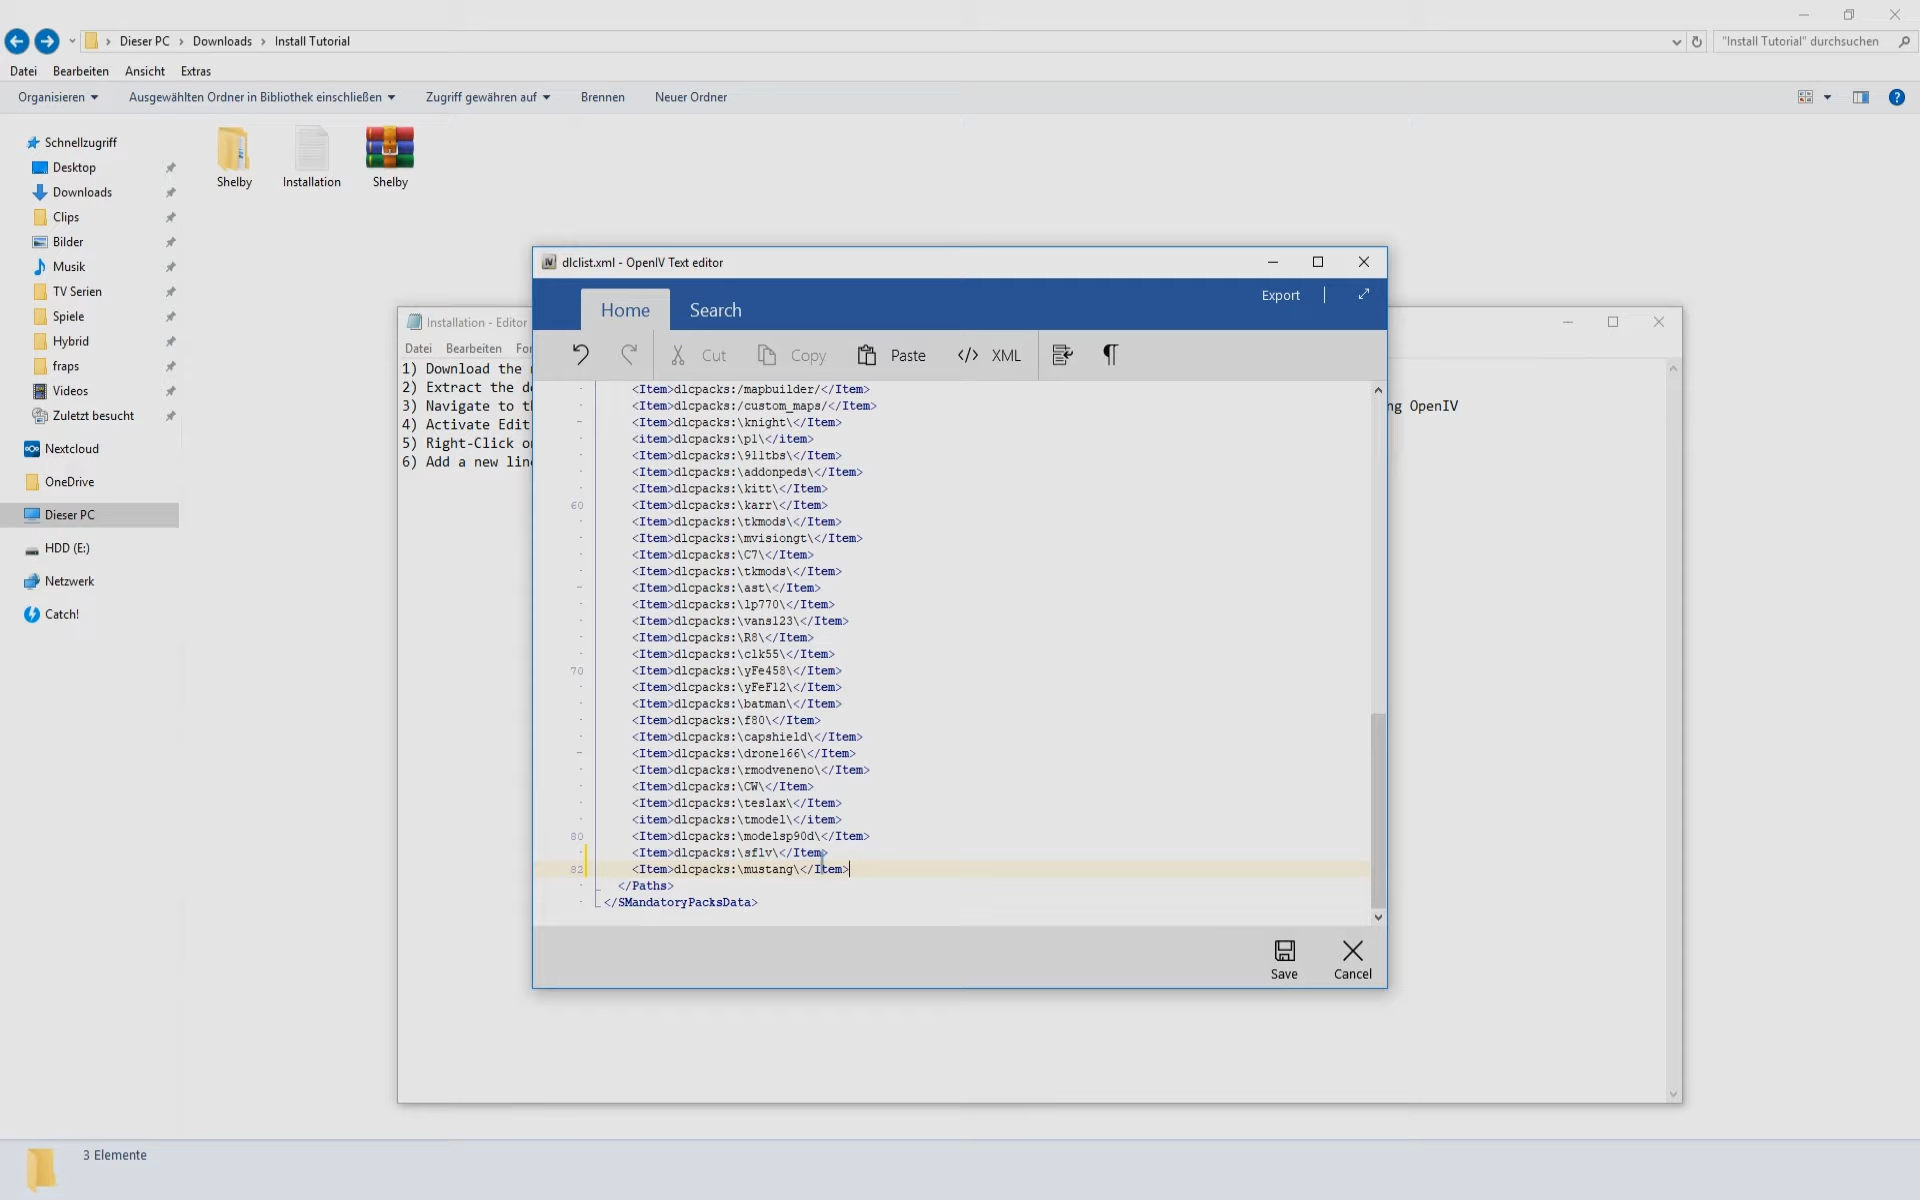 Dieser PC > Downloads > Install Tutorial
"Install Tutorial" durchsuchen
Datei Bearbeiten Ansicht Extras
Organisieren Ausgewählten Ordner in Bibliothek einschließen Zugriff gewähren auf Brennen Neuer Ordner
Schnellzugriff
Desktop
Downloads
Clips
Bilder
Musik
TV Serien
Spiele
Hybrid
fraps
Videos
Zuletzt besucht
Nextcloud
OneDrive
Dieser PC
HDD (E:)
Netzwerk
Catch!
Shelby
Installation
Shelby
Installation - Editor
Datei Bearbeiten
1) Download the
2) Extract the
3) Navigate to
ng OpenIV
4) Activate Edit
5) Right-Click
6) Add a new
dlclist.xml - OpenIV Text editor
Home Search
Export
Cut Copy Paste </> XML
<Item>dlcpacks:/mapbuilder/</Item>
<Item>dlcpacks:/custom_maps/</Item>
<Item>dlcpacks:\knight\</Item>
<item>dlcpacks:\p1\</item>
<Item>dlcpacks:\911tbs\</Item>
<Item>dlcpacks:\addonpeds\</Item>
<Item>dlcpacks:\kitt\</Item>
60 <Item>dlcpacks:\karr\</Item>
<Item>dlcpacks:\tkmods\</Item>
<Item>dlcpacks:\mvisiongt\</Item>
<Item>dlcpacks:\C7\</Item>
<Item>dlcpacks:\tkmods\</Item>
<Item>dlcpacks:\ast\</Item>
<Item>dlcpacks:\lp770\</Item>
<Item>dlcpacks:\vans123\</Item>
<Item>dlcpacks:\R8\</Item>
<Item>dlcpacks:\clk55\</Item>
70 <Item>dlcpacks:\yFe458\</Item>
<Item>dlcpacks:\yFeF12\</Item>
<Item>dlcpacks:\batman\</Item>
<Item>dlcpacks:\f80\</Item>
<Item>dlcpacks:\capshield\</Item>
<Item>dlcpacks:\drone166\</Item>
<Item>dlcpacks:\rmodveneno\</Item>
<Item>dlcpacks:\CW\</Item>
<Item>dlcpacks:\teslax\</Item>
<item>dlcpacks:\tmodel\</item>
80 <Item>dlcpacks:\modelsp90d\</Item>
<Item>dlcpacks:\sflv\</Item>
82 <Item>dlcpacks:\mustang\</Item>
</Paths>
</SMandatoryPacksData>
Save Cancel
3 Elemente